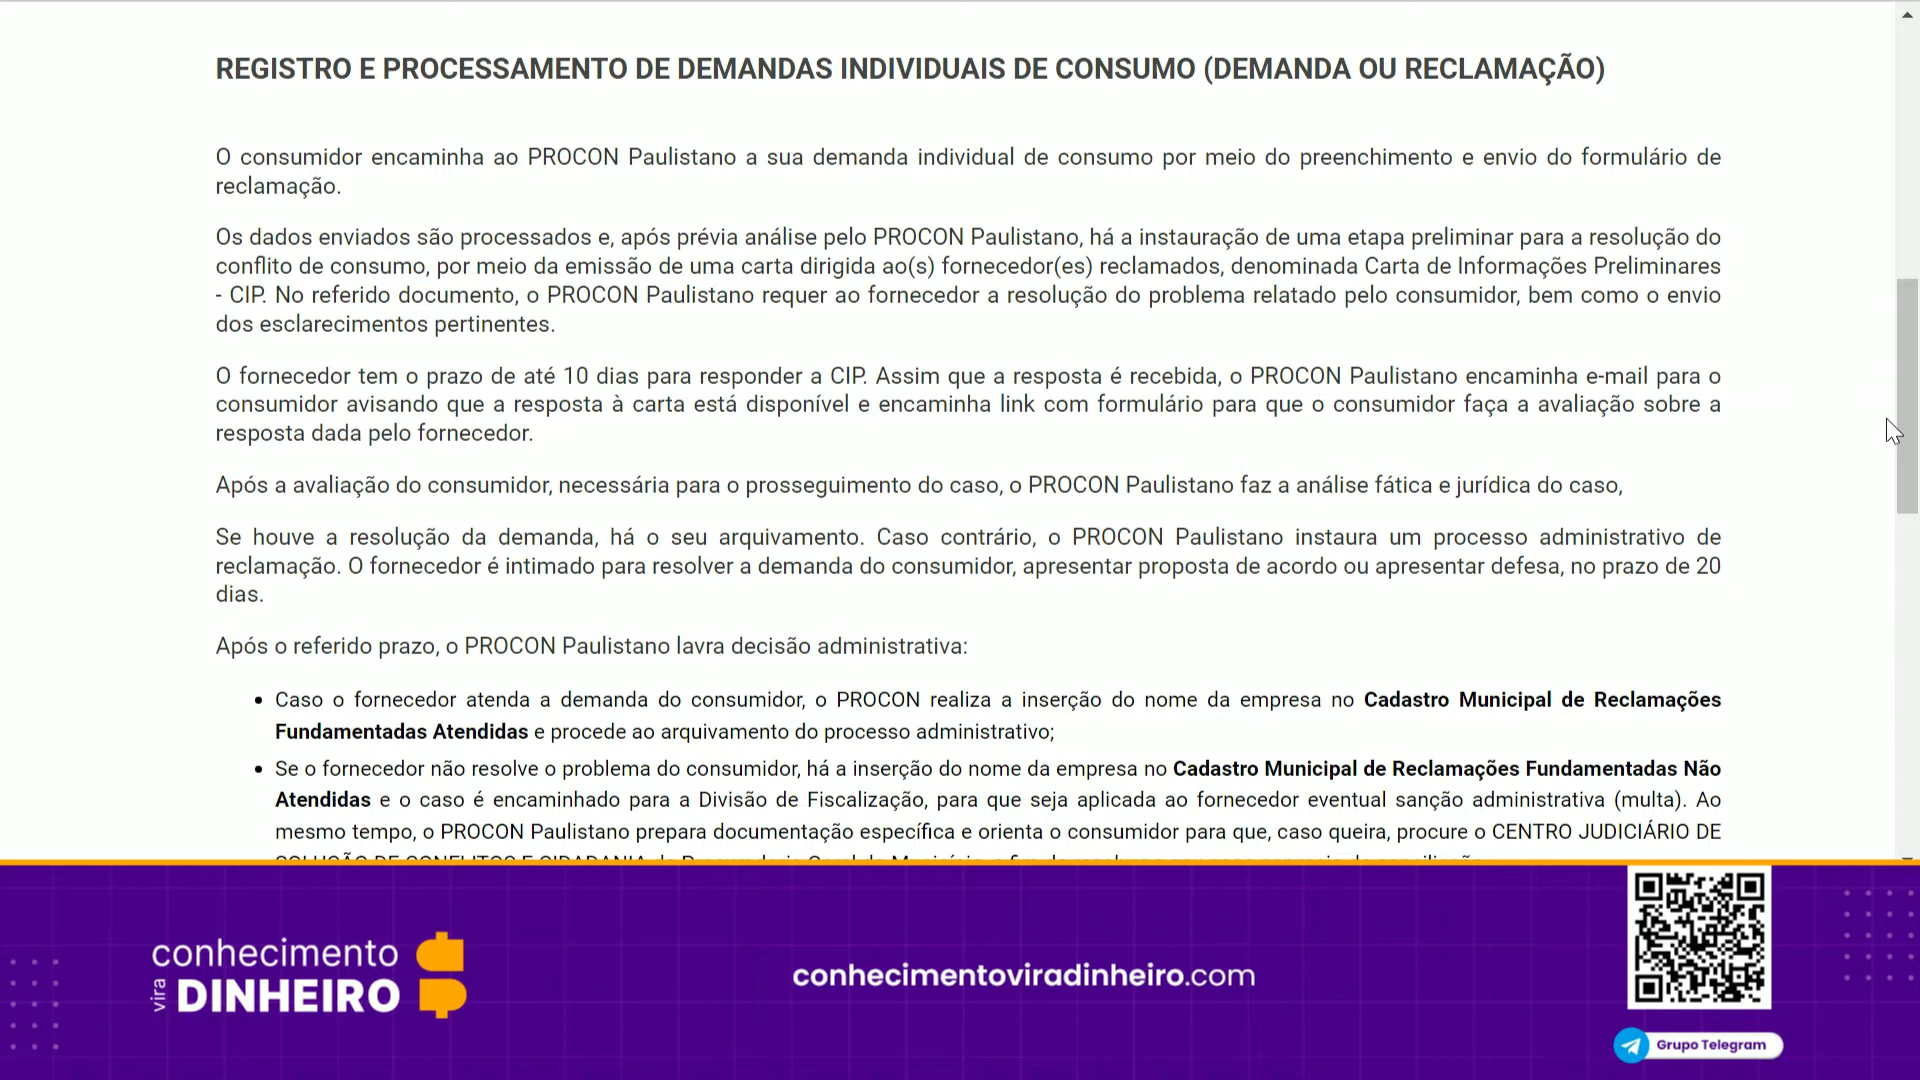 REGISTRO E PROCESSAMENTO DE DEMANDAS INDIVIDUAIS DE CONSUMO (DEMANDA OU RECLAMAÇÃO)
O consumidor encaminha ao PROCON Paulistano a sua demanda individual de consumo por meio do preenchimento e envio do formulário de
reclamação.
Os dados enviados são processados e, após prévia análise pelo PROCON Paulistano, há a instauração de uma etapa preliminar para a resolução do
conflito de consumo, por meio da emissão de uma carta dirigida ao(s) fornecedor(es) reclamados, denominada Carta de Informações Preliminares
- CIP. No referido documento, o PROCON Paulistano requer ao fornecedor a resolução do problema relatado pelo consumidor, bem como o envio
dos esclarecimentos pertinentes.
O fornecedor tem o prazo de até 10 dias para responder a CIP. Assim que a resposta é recebida, o PROCON Paulistano encaminha e-mail para o
consumidor avisando que a resposta à carta está disponível e encaminha link com formulário para que o consumidor faça a avaliação sobre a
resposta dada pelo fornecedor.
Após a avaliação do consumidor, necessária para o prosseguimento do caso, o PROCON Paulistano faz a análise fática e jurídica do caso,
Se houve a resolução da demanda, há o seu arquivamento. Caso contrário, o PROCON Paulistano instaura um processo administrativo de
reclamação. O fornecedor é intimado para resolver a demanda do consumidor, apresentar proposta de acordo ou apresentar defesa, no prazo de 20
dias.
Após o referido prazo, o PROCON Paulistano lavra decisão administrativa:
• Caso o fornecedor atenda a demanda do consumidor, o PROCON realiza a inserção do nome da empresa no Cadastro Municipal de Reclamações
Fundamentadas Atendidas e procede ao arquivamento do processo administrativo;
• Se o fornecedor não resolve o problema do consumidor, há a inserção do nome da empresa no Cadastro Municipal de Reclamações Fundamentadas Não
Atendidas e o caso é encaminhado para a Divisão de Fiscalização, para que seja aplicada ao fornecedor eventual sanção administrativa (multa). Ao
mesmo tempo, o PROCON Paulistano prepara documentação específica e orienta o consumidor para que, caso queira, procure o CENTRO JUDICIÁRIO DE
SOLUÇÃO DE CONFLITOS E CIDADANIA da Procuradoria Geral do Município
conhecimento
vira DINHEIRO
conhecimentoviradinheiro.com
Grupo Telegram